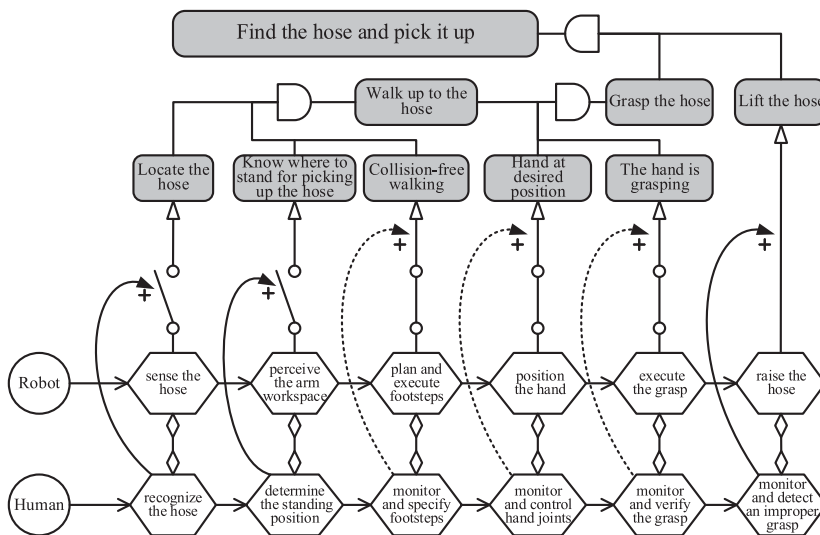 Find the hose and pick it up
Walk up to the
hose
Grasp the hose
Lift the hose
Locate the
hose
Know where to
stand for picking
up the hose
Collision-free
walking
Hand at
desired
position
The hand is
grasping
+
+
+
+
+
+
Robot
sense the
hose
perceive
the arm
workspace
plan and
execute
footsteps
position
the hand
execute
the grasp
raise the
hose
Human
recognize
the hose
determine
the standing
position
monitor
and specify
footsteps
monitor
and control
hand joints
monitor
and verify
the grasp
monitor
and detect
an improper
grasp